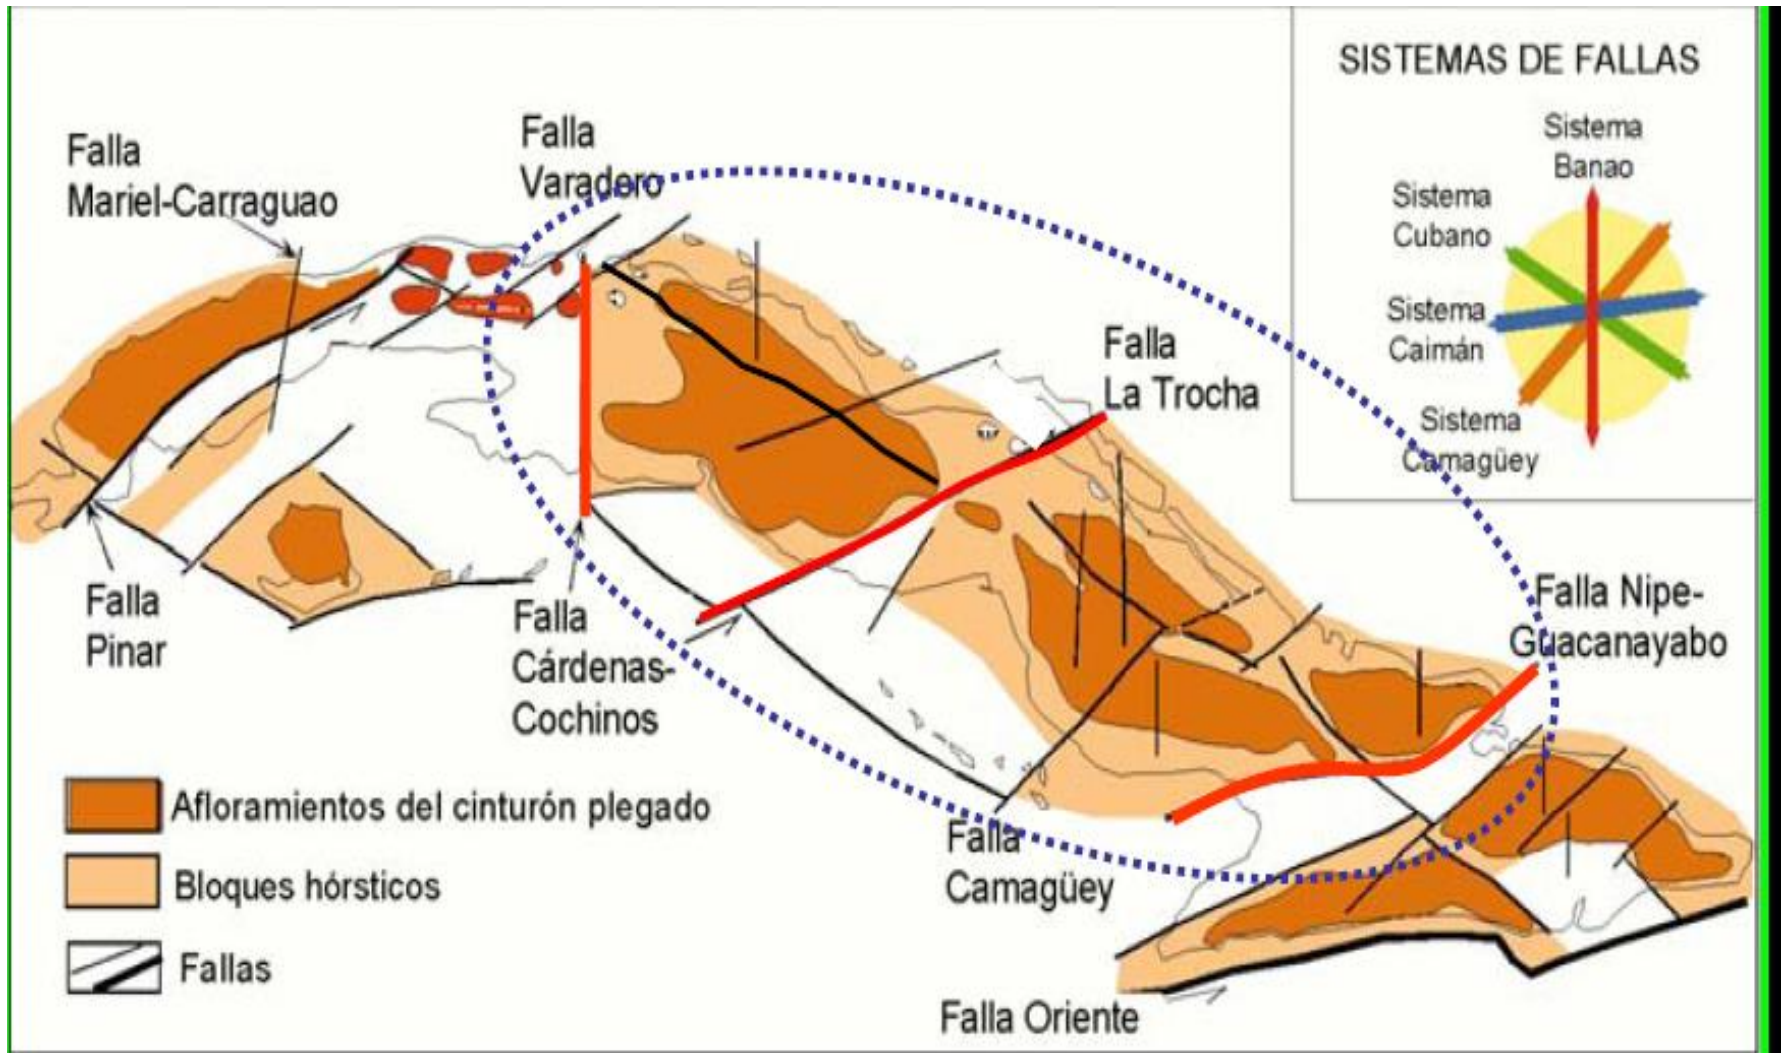 SISTEMAS DE FALLAS
Sistema
Banao
Sistema
Cubano
Sistema
Caimán
Sistema
Camagüey
Falla
Mariel-Carraguao
Falla
Varadero
Falla
La Trocha
Falla
Pinar
Falla
Cárdenas-
Cochinos
Falla Nipe-
Guacanayabo
Falla
Camagüey
Falla Oriente
Afloramientos del cinturón plegado
Bloques hórsticos
Fallas